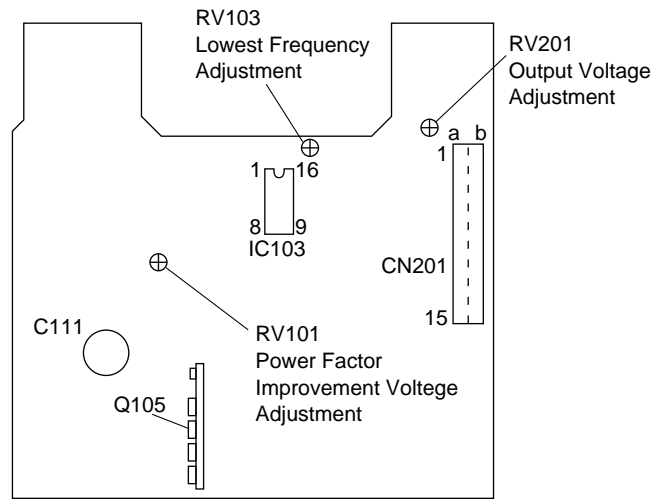 RV103
Lowest Frequency
Adjustment
RV201
Output Voltage
Adjustment
a b
1
1 16
8 9
IC103
CN201
15
C111
RV101
Power Factor
Improvement Voltege
Adjustment
Q105